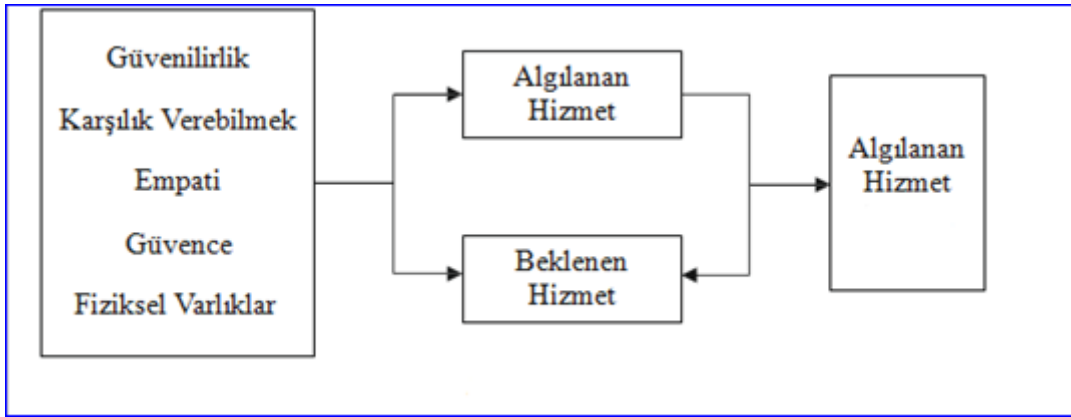 Güvenilirlik
Karşılık Verebilmek
Empati
Güvence
Fiziksel Varlıklar
Algılanan
Hizmet
Beklenen
Hizmet
Algılanan
Hizmet